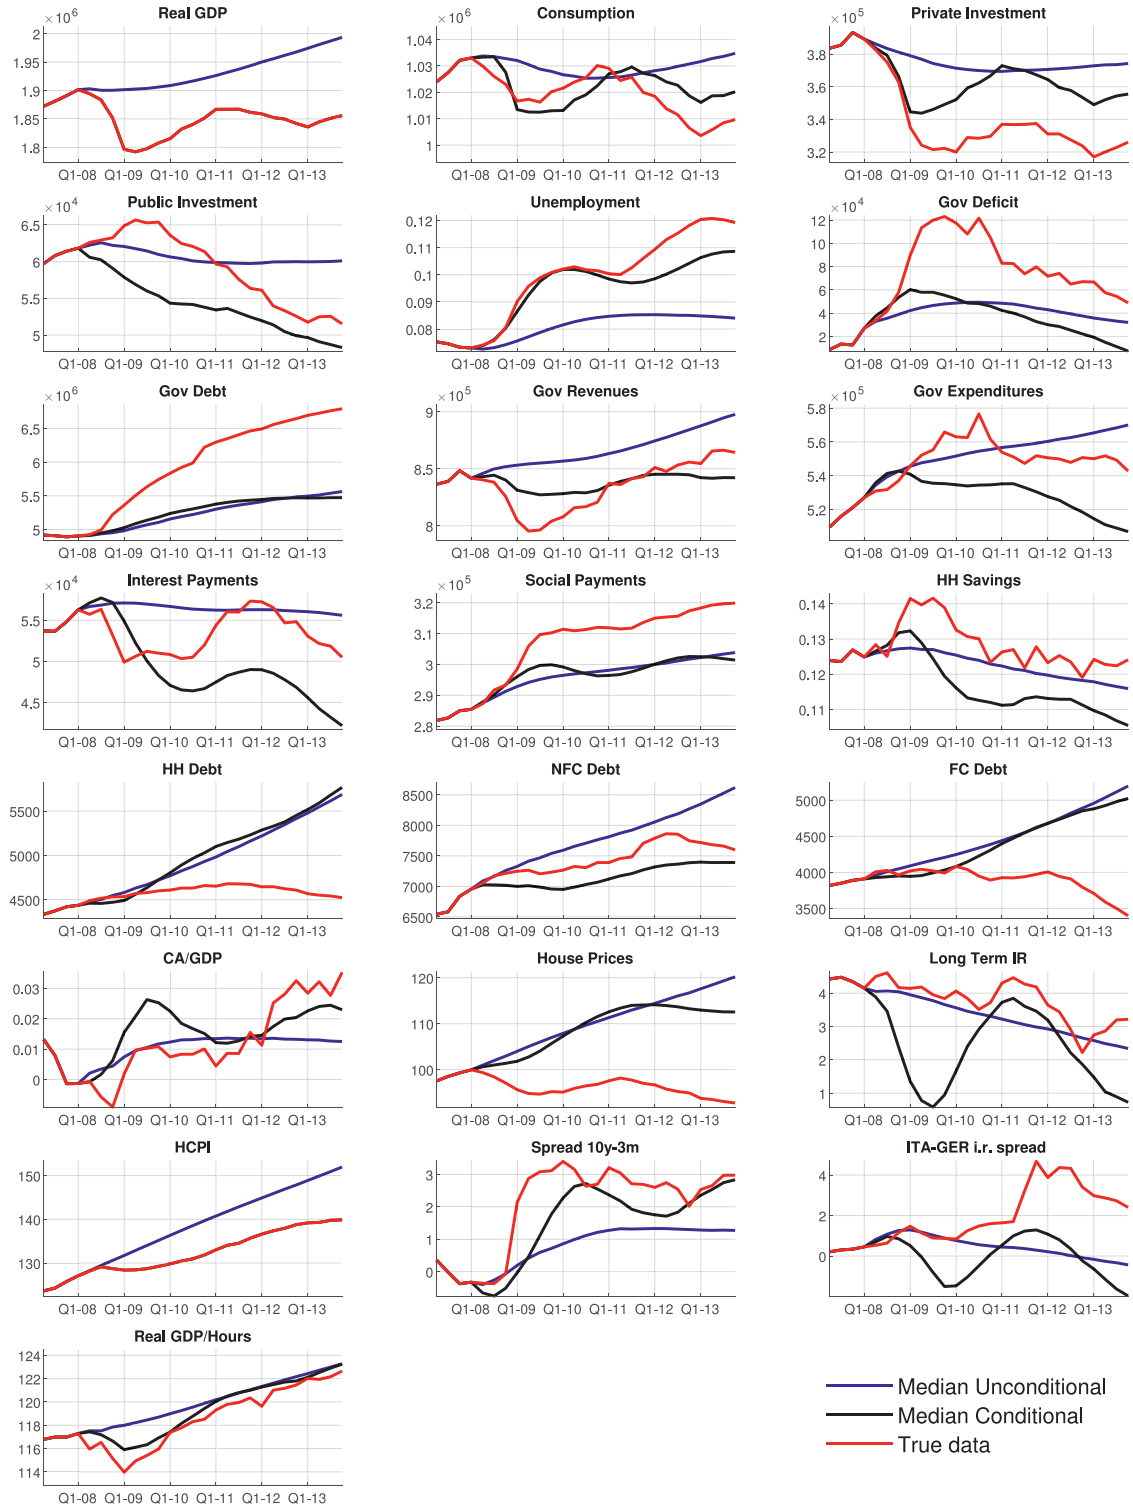 Real GDP
× 10^6
2
1.95
1.9
1.85
1.8
Q1-08 Q1-09 Q1-10 Q1-11 Q1-12 Q1-13
Consumption
× 10^6
1.04
1.03
1.02
1.01
1
Q1-08 Q1-09 Q1-10 Q1-11 Q1-12 Q1-13
Private Investment
× 10^5
3.8
3.6
3.4
3.2
Q1-08 Q1-09 Q1-10 Q1-11 Q1-12 Q1-13
Public Investment
× 10^4
6.5
6
5.5
5
Q1-08 Q1-09 Q1-10 Q1-11 Q1-12 Q1-13
Unemployment
0.12
0.1
0.08
Q1-08 Q1-09 Q1-10 Q1-11 Q1-12 Q1-13
Gov Deficit
× 10^4
12
10
8
6
4
2
Q1-08 Q1-09 Q1-10 Q1-11 Q1-12 Q1-13
Gov Debt
× 10^6
6.5
6
5.5
5
Q1-08 Q1-09 Q1-10 Q1-11 Q1-12 Q1-13
Gov Revenues
× 10^5
9
8.5
8
Q1-08 Q1-09 Q1-10 Q1-11 Q1-12 Q1-13
Gov Expenditures
× 10^5
5.8
5.6
5.4
5.2
Q1-08 Q1-09 Q1-10 Q1-11 Q1-12 Q1-13
Interest Payments
× 10^4
5.5
5
4.5
Q1-08 Q1-09 Q1-10 Q1-11 Q1-12 Q1-13
Social Payments
× 10^5
3.2
3.1
3
2.9
2.8
Q1-08 Q1-09 Q1-10 Q1-11 Q1-12 Q1-13
HH Savings
0.14
0.13
0.12
0.11
Q1-08 Q1-09 Q1-10 Q1-11 Q1-12 Q1-13
HH Debt
5500
5000
4500
Q1-08 Q1-09 Q1-10 Q1-11 Q1-12 Q1-13
NFC Debt
8500
8000
7500
7000
6500
Q1-08 Q1-09 Q1-10 Q1-11 Q1-12 Q1-13
FC Debt
5000
4500
4000
3500
Q1-08 Q1-09 Q1-10 Q1-11 Q1-12 Q1-13
CA/GDP
0.03
0.02
0.01
0
Q1-08 Q1-09 Q1-10 Q1-11 Q1-12 Q1-13
House Prices
120
110
100
Q1-08 Q1-09 Q1-10 Q1-11 Q1-12 Q1-13
Long Term IR
4
3
2
1
Q1-08 Q1-09 Q1-10 Q1-11 Q1-12 Q1-13
HCPI
150
140
130
Q1-08 Q1-09 Q1-10 Q1-11 Q1-12 Q1-13
Spread 10y-3m
3
2
1
0
Q1-08 Q1-09 Q1-10 Q1-11 Q1-12 Q1-13
ITA-GER i.r. spread
4
2
0
Q1-08 Q1-09 Q1-10 Q1-11 Q1-12 Q1-13
Real GDP/Hours
124
122
120
118
116
114
Q1-08 Q1-09 Q1-10 Q1-11 Q1-12 Q1-13
Median Unconditional
Median Conditional
True data